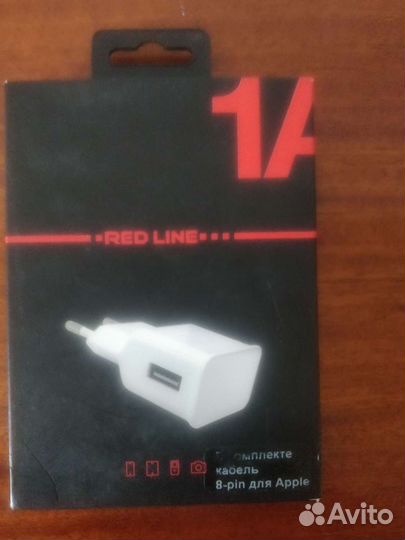 1A
RED LINE
комплекте
кабель
8-pin для Apple
Avito